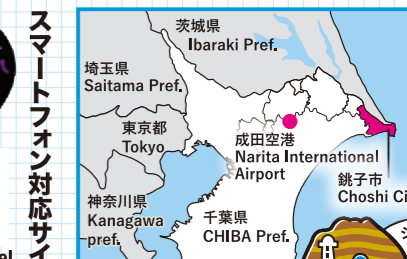 スマートフォン対応サイ
茨城県
Ibaraki Pref.
埼玉県
Saitama Pref.
東京都
Tokyo
成田空港
Narita International
Airport
銚子市
Choshi Ci
神奈川県
Kanagawa
pref.
千葉県
CHIBA Pref.
el